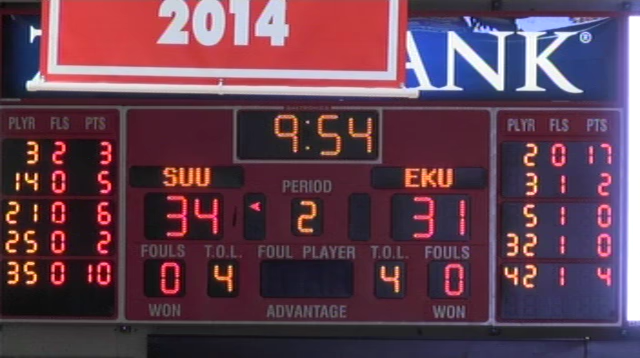 2014
ANK®
PLYR FLS PTS
3 2 3
14 0 5
21 0 6
25 0 2
35 0 10
9:54
SUU PERIOD EKU
34 2 31
FOULS T.O.L. FOUL PLAYER T.O.L. FOULS
0 4 4 0
WON ADVANTAGE WON
PLYR FLS PTS
2 0 17
3 1 2
5 1 0
32 1 0
42 1 4